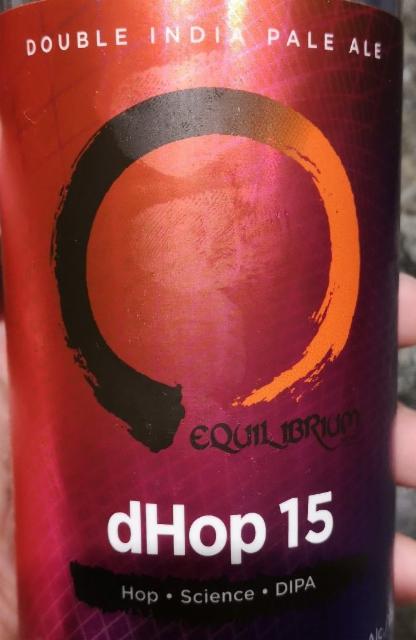 DOUBLE INDIA PALE ALE
EQUILIBRIUM
dHop 15
Hop • Science • DIPA